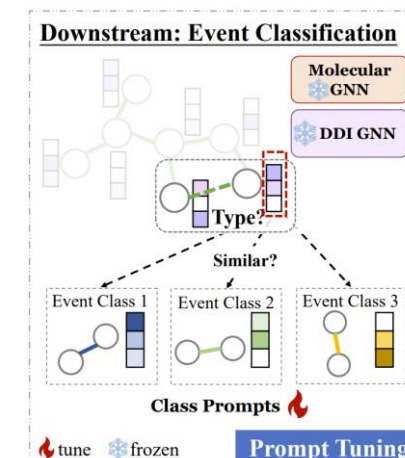 Downstream: Event Classification
Molecular
GNN
DDI GNN
Type?
Similar?
Event Class 1
Event Class 2
Event Class 3
Class Prompts
tune
frozen
Prompt Tuning